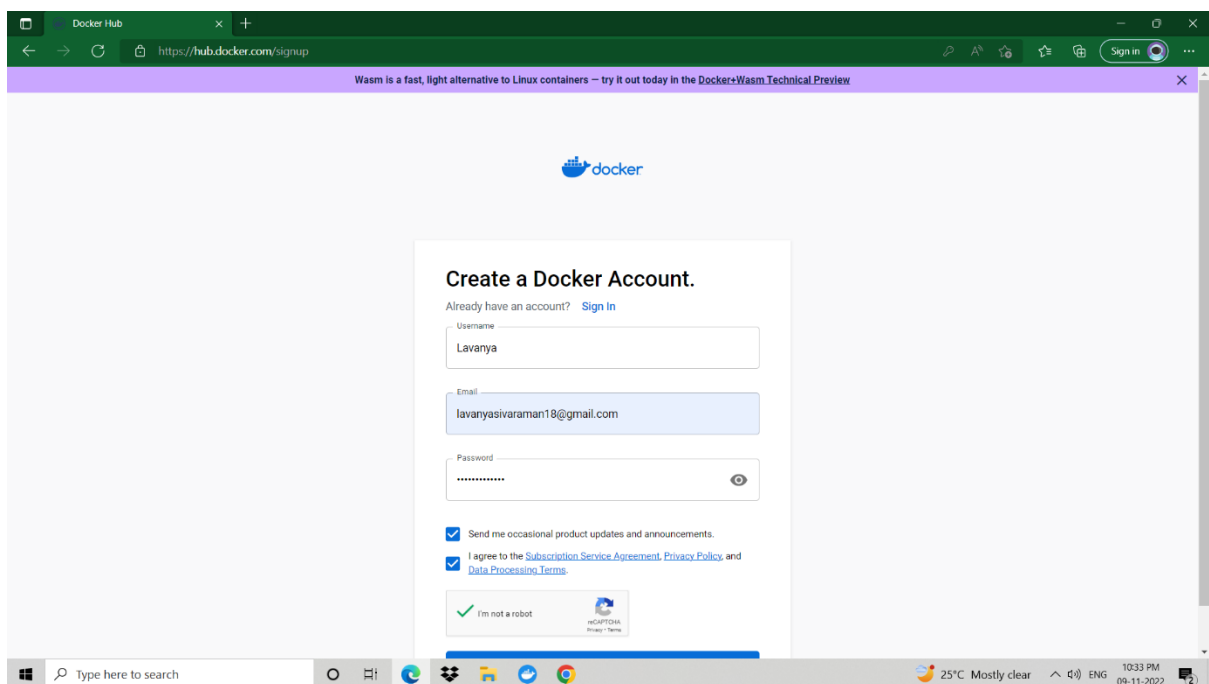 Docker Hub
https://hub.docker.com/signup
Sign in
Wasm is a fast, light alternative to Linux containers — try it out today in the Docker+Wasm Technical Preview
docker
Create a Docker Account.
Already have an account? Sign In
Username
Lavanya
Email
lavanyasivaraman18@gmail.com
Password
•••••••••••••
Send me occasional product updates and announcements.
I agree to the Subscription Service Agreement, Privacy Policy, and
Data Processing Terms.
I'm not a robot
reCAPTCHA
Privacy - Terms
Type here to search
25°C Mostly clear
ENG
10:33 PM
09-11-2022
2